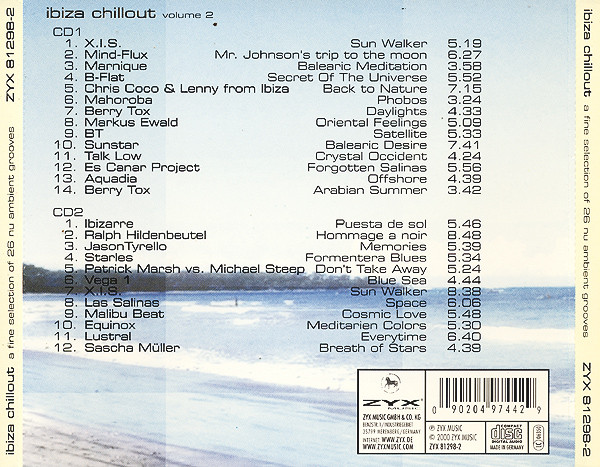 ibiza chillout volume 2
CD1
1. X.I.S. Sun Walker 5.19
2. Mind-Flux Mr. Johnson's trip to the moon 6.27
3. Marnique Balearic Meditation 3.58
4. B-Flat Secret Of The Universe 5.52
5. Chris Coco & Lenny from Ibiza Back to Nature 7.15
6. Mahoroba Phobos 3.24
7. Berry Tox Daylights 4.33
8. Markus Ewald Oriental Feelings 5.09
9. BT Satellite 5.33
10. Sunstar Balearic Desire 7.41
11. Talk Low Crystal Occident 4.24
12. Es Canar Project Forgotten Salinas 5.56
13. Aquadia Offshore 4.39
14. Berry Tox Arabian Summer 3.42
CD2
1. Ibizarre Puesta de sol 5.46
2. Ralph Hildenbeutel Hommage a noir 8.48
3. JasonTyrello Memories 5.39
4. Starles Formentera Blues 5.34
5. Patrick Marsh vs. Michael Steep Don't Take Away 5.24
6. Vega 1 Blue Sea 4.44
7. X.I.S. Sun Walker 8.38
8. Las Salinas Space 6.06
9. Malibu Beat Cosmic Love 5.48
10. Equinox Meditarien Colors 5.30
11. Lustral Everytime 6.40
12. Sascha Müller Breath of Stars 4.39
ZYX
MUSIC
ZYX MUSIC GMBH & CO. KG
BENZSTR. 1/INDUSTRIEGEBIET
35799 MERENBERG/GERMANY
INTERNET WWW.ZYX.DE
WWW.ZYXMUSIC.DE
0 90204 97442 9
℗ ZYX MUSIC
© 2000 ZYX MUSIC
ZYX 81298-2
COMPACT
disc
DIGITAL AUDIO
MADE IN GERMANY
ibiza chillout a fine selection of 26 nu ambient grooves ZYX 81298-2
ibiza chillout a fine selection of 26 nu ambient grooves ZYX 81298-2